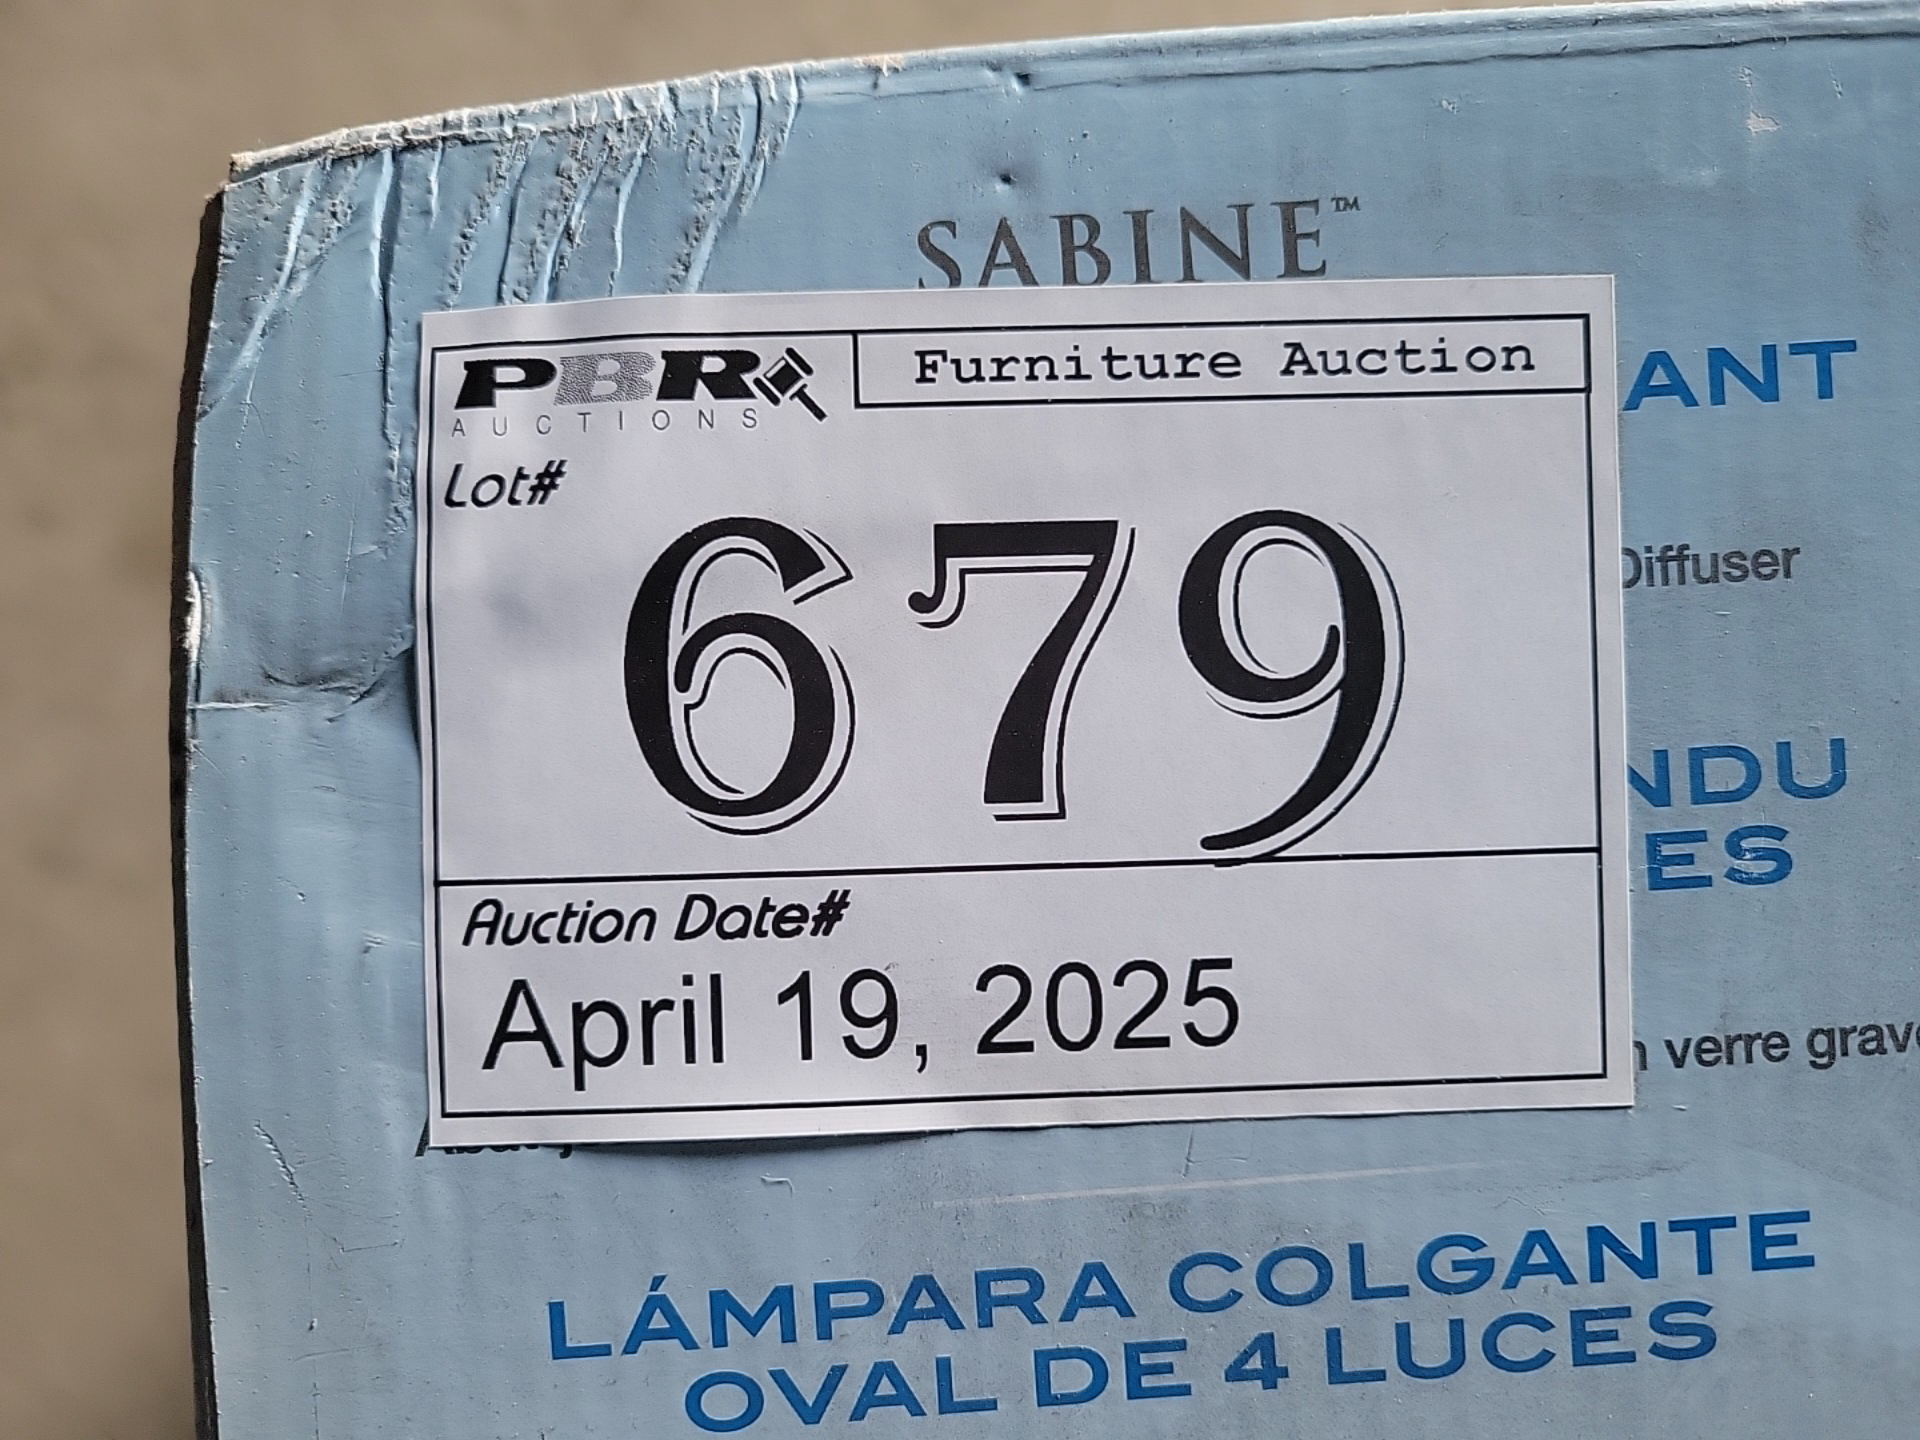 SABINE™
PBR
AUCTIONS
Furniture Auction
Lot#
679
Auction Date#
April 19, 2025
ANT
Diffuser
NDU
ES
verre grav
LÁMPARA COLGANTE
OVAL DE 4 LUCES